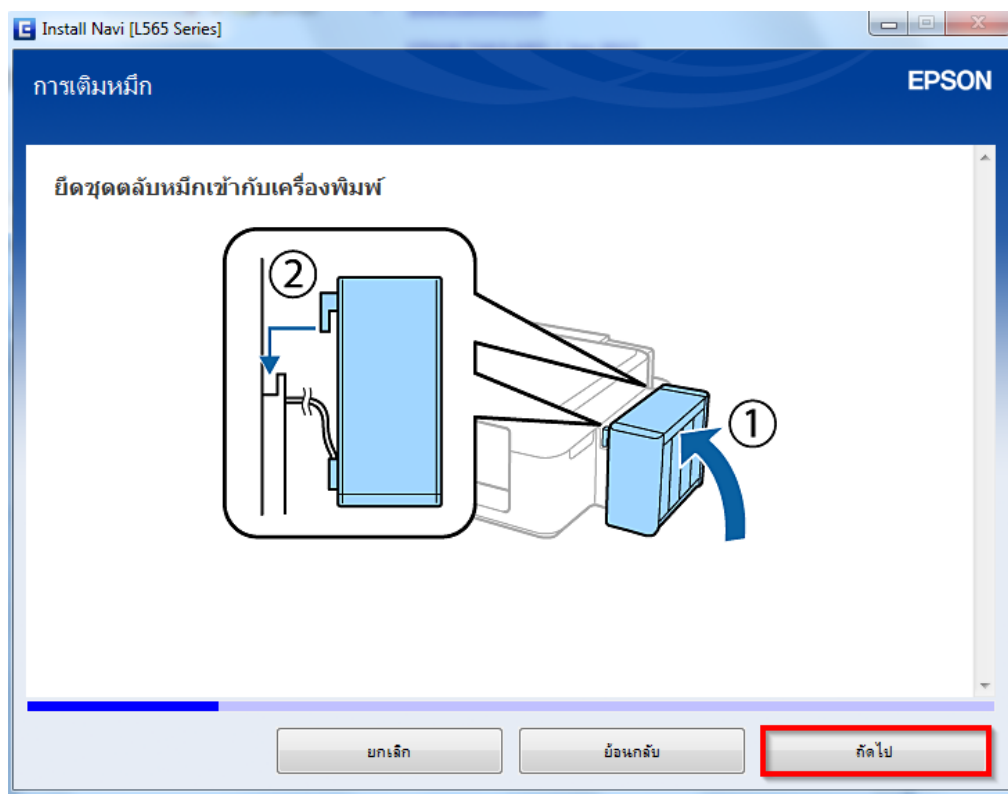 Install Navi [L565 Series]
การเติมหมึก
EPSON
ยึดชุดตลับหมึกเข้ากับเครื่องพิมพ์
②
①
ยกเลิก
ย้อนกลับ
ถัดไป